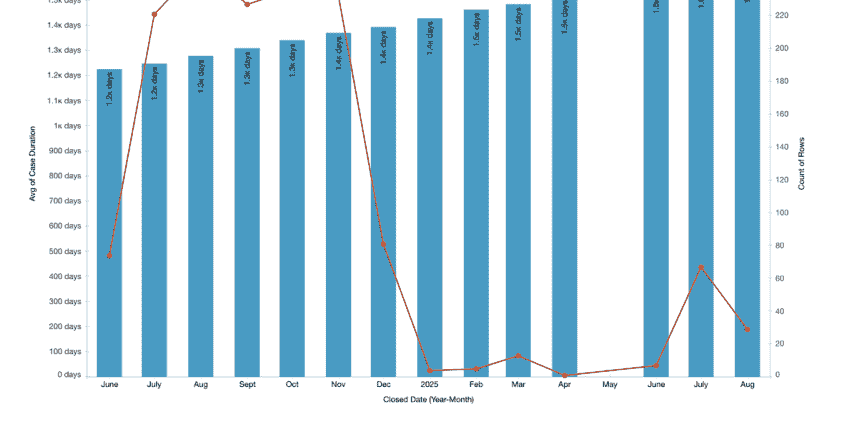 1.5k days
1.4k days
1.3k days
1.2k days
1.1k days
1k days
900 days
800 days
700 days
600 days
500 days
400 days
300 days
200 days
100 days
0 days
Avg of Case Duration
1.2k days
1.2k days
1.3k days
1.3k days
1.3k days
1.4k days
1.4k days
1.4k days
1.5k days
1.5k days
220
200
180
160
140
120
100
80
60
40
20
0
Count of Rows
June July Aug Sept Oct Nov Dec 2025 Feb Mar Apr May June July Aug
Closed Date (Year-Month)